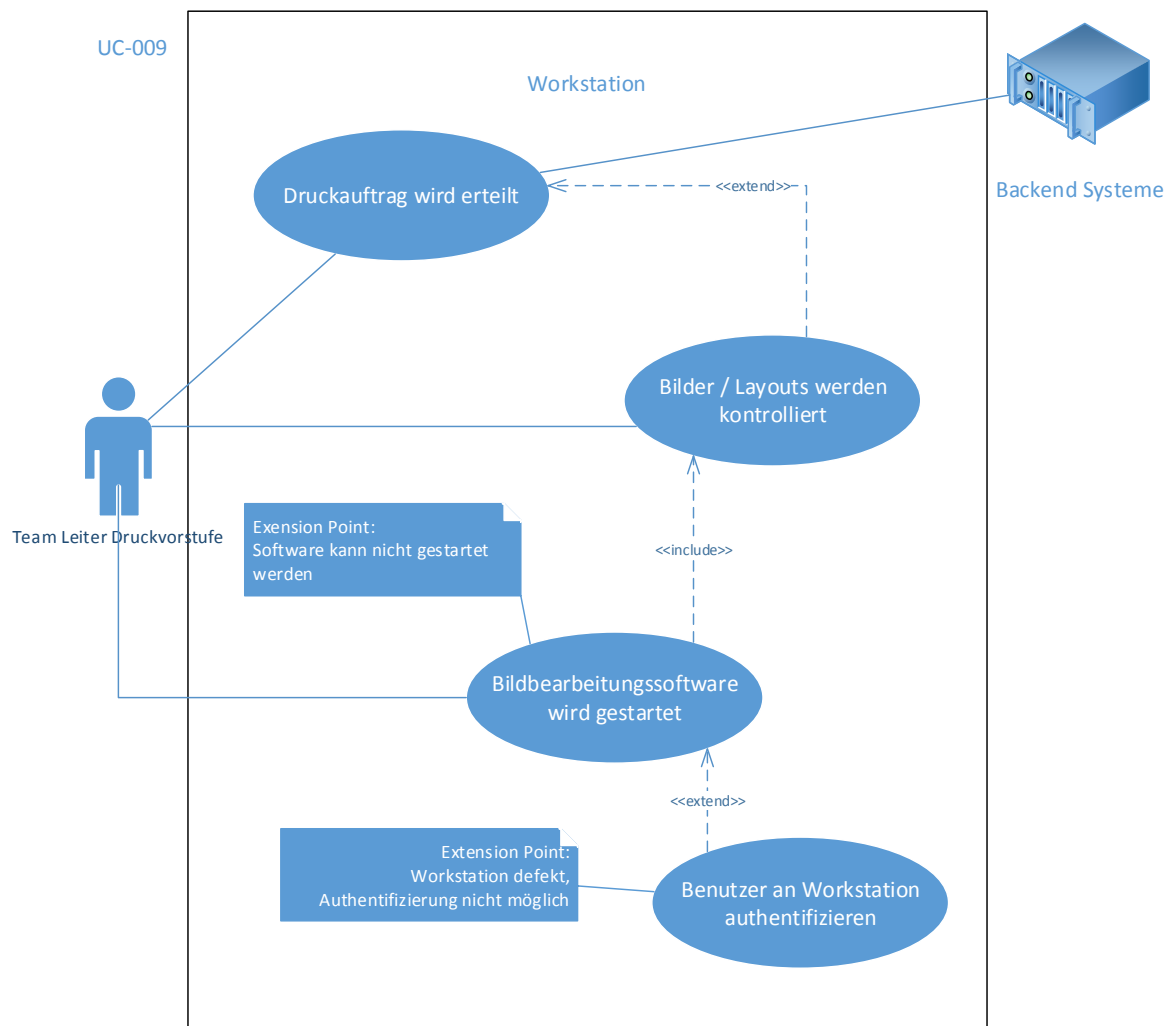 UC-009
Workstation
Druckauftrag wird erteilt
<<extend>>
Backend Systeme
Bilder / Layouts werden
kontrolliert
Team Leiter Druckvorstufe
Exension Point:
Software kann nicht gestartet
werden
<<include>>
Bildbearbeitungssoftware
wird gestartet
<<extend>>
Extension Point:
Workstation defekt,
Authentifizierung nicht möglich
Benutzer an Workstation
authentifizieren